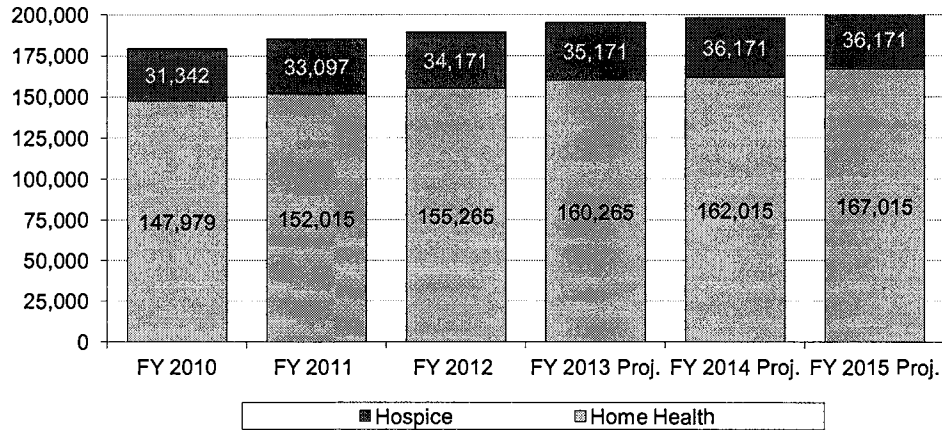 200,000
175,000
150,000
125,000
100,000
75,000
50,000
25,000
0
31,342 33,097 34,171 35,171 36,171 36,171
147,979 152,015 155,265 160,265 162,015 167,015
FY 2010 FY 2011 FY 2012 FY 2013 Proj. FY 2014 Proj. FY 2015 Proj.
Hospice Home Health